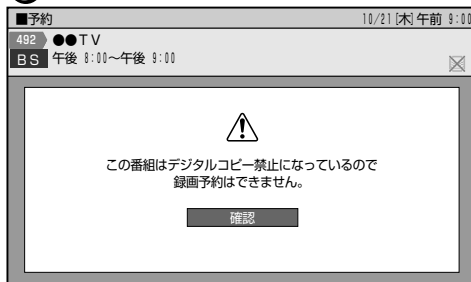 ■予約 10/21[木]午前 9:00
492 ●●TV
BS 午後 8:00～午後 9:00
この番組はデジタルコピー禁止になっているので
録画予約はできません。
確認